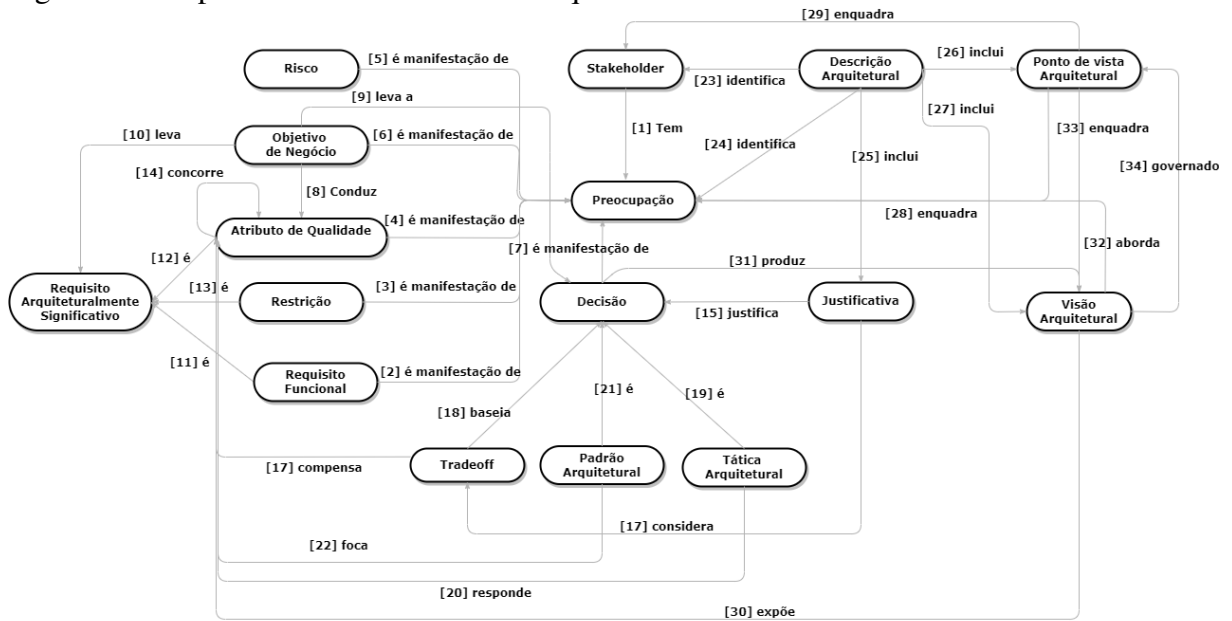 [29] enquadra
[5] é manifestação de
Risco
Stakeholder
Descrição
Arquitetural
[26] inclui
Ponto de vista
Arquitetural
[23] identifica
[9] leva a
[27] inclui
[10] leva
Objetivo
de Negócio
[6] é manifestação de
[1] Tem
[24] identifica
[25] inclui
[33] enquadra
[34] governado
[14] concorre
[8] Conduz
Preocupação
[28] enquadra
[4] é manifestação de
Atributo de Qualidade
[7] é manifestação de
[32] aborda
[12] é
[31] produz
Requisito
Arquiteturalmente
Significativo
[13] é
Restrição
[3] é manifestação de
Decisão
[15] justifica
Justificativa
Visão
Arquitetural
[11] é
Requisito
Funcional
[2] é manifestação de
[21] é
[19] é
[18] baseia
[17] compensa
Tradeoff
Padrão
Arquitetural
Tática
Arquitetural
[17] considera
[22] foca
[20] responde
[30] expõe